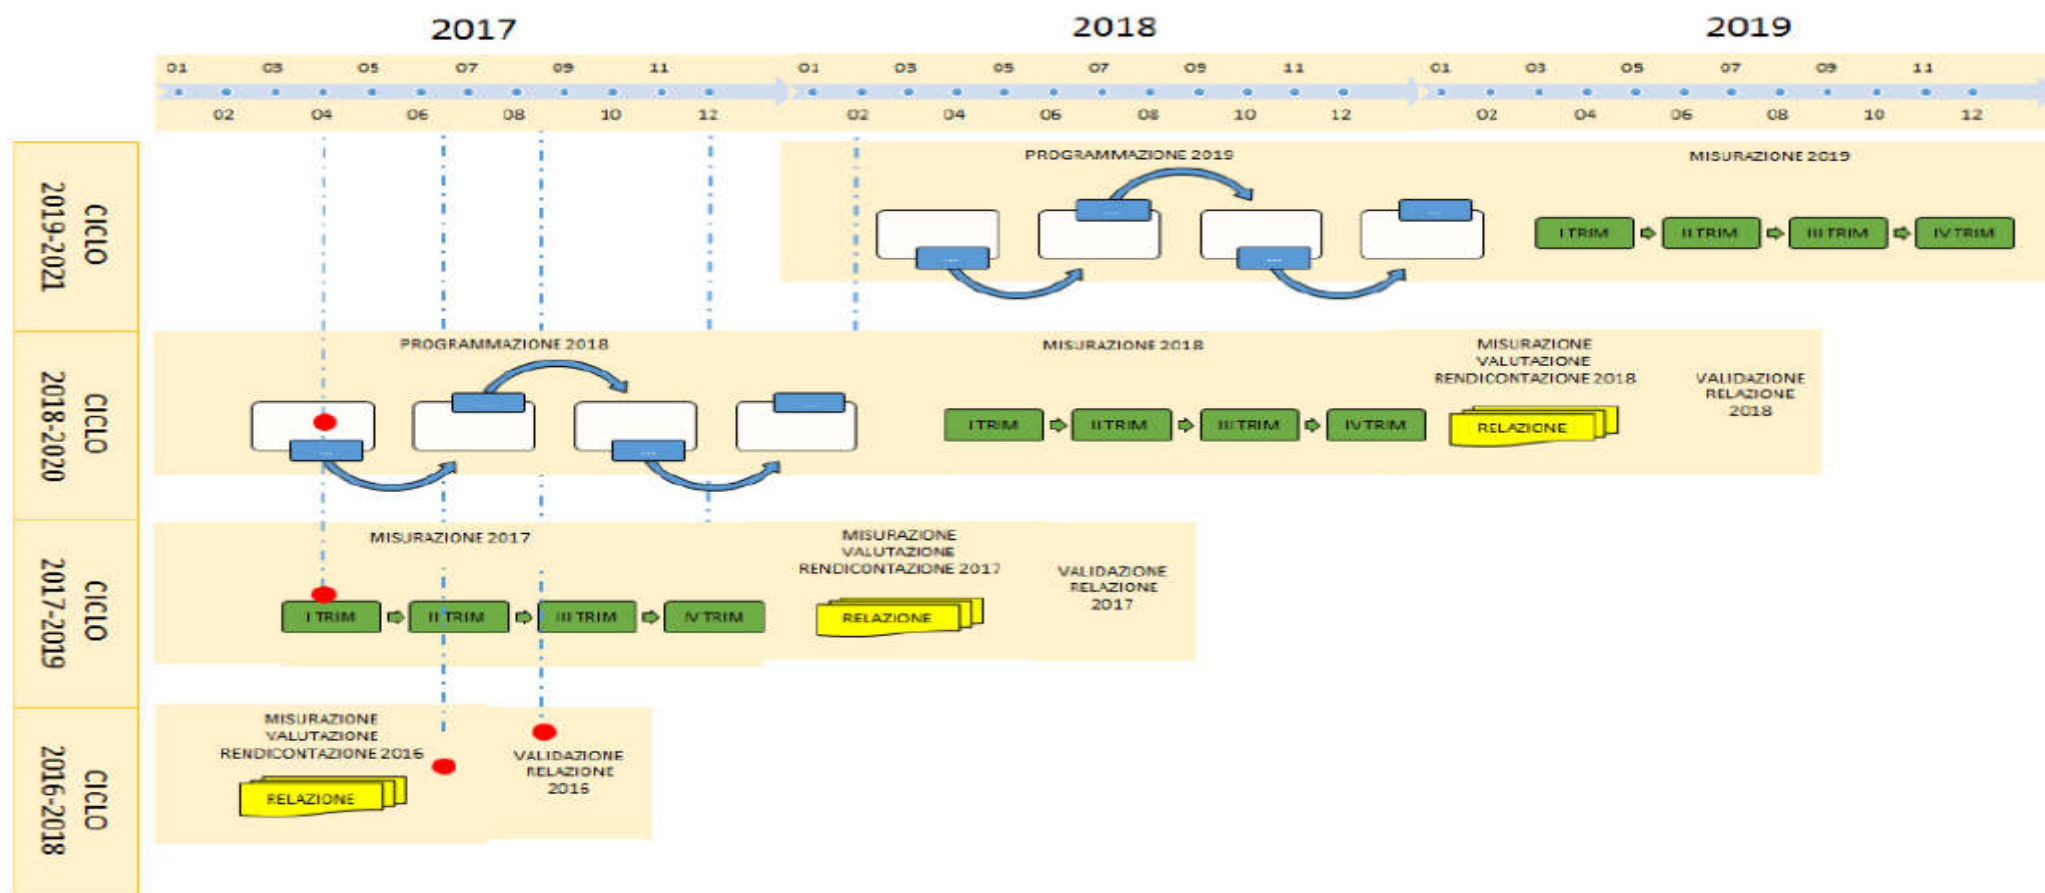 2017
2018
2019
01 03 05 07 09 11 01 03 05 07 09 11 01 03 05 07 09 11
02 04 06 08 10 12 02 04 06 08 10 12 02 04 06 08 10 12
CICLO
2019-2021
PROGRAMMAZIONE 2019
...
...
...
...
MISURAZIONE 2019
I TRIM
II TRIM
III TRIM
IV TRIM
CICLO
2018-2020
PROGRAMMAZIONE 2018
...
...
...
...
MISURAZIONE 2018
I TRIM
II TRIM
III TRIM
IV TRIM
MISURAZIONE
VALUTAZIONE
RENDICONTAZIONE 2018
RELAZIONE
VALIDAZIONE
RELAZIONE
2018
CICLO
2017-2019
MISURAZIONE 2017
I TRIM
II TRIM
III TRIM
IV TRIM
MISURAZIONE
VALUTAZIONE
RENDICONTAZIONE 2017
RELAZIONE
VALIDAZIONE
RELAZIONE
2017
CICLO
2016-2018
MISURAZIONE
VALUTAZIONE
RENDICONTAZIONE 2016
RELAZIONE
VALIDAZIONE
RELAZIONE
2016